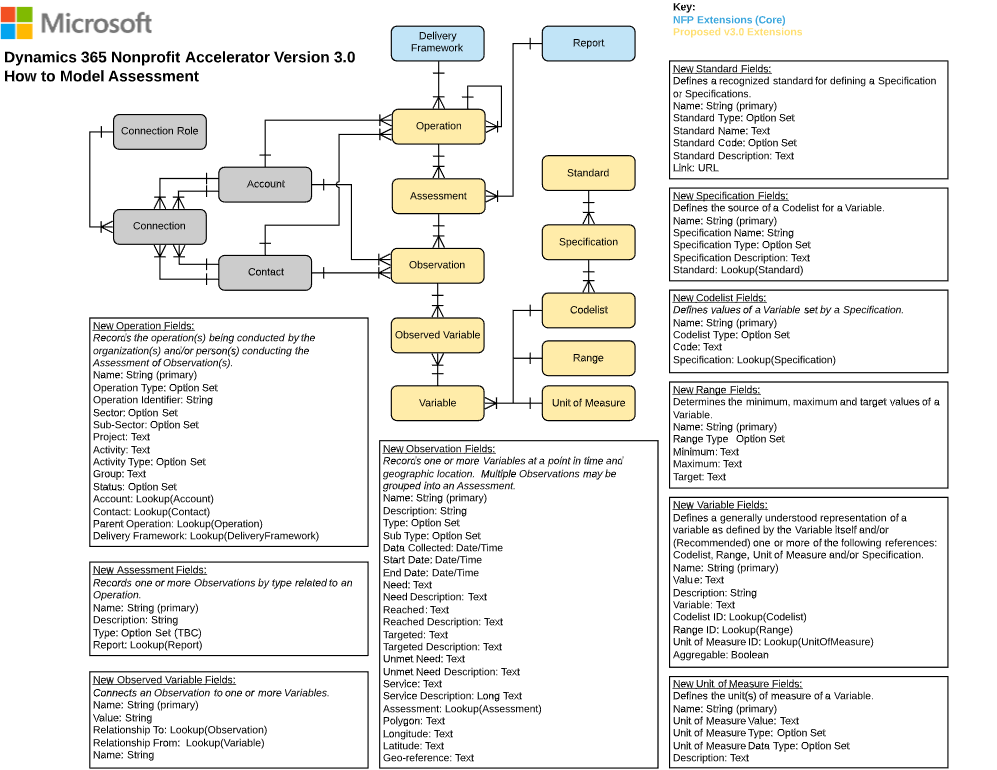 Microsoft
Dynamics 365 Nonprofit Accelerator Version 3.0
How to Model Assessment
Key:
NFP Extensions (Core)
Proposed v3.0 Extensions
Delivery
Framework
Report
Connection Role
Operation
Account
Assessment
Standard
Connection
Specification
Contact
Observation
Codelist
Observed Variable
Range
Variable
Unit of Measure
New Operation Fields:
Records the operation(s) being conducted by the
organization(s) and/or person(s) conducting the
Assessment of Observation(s).
Name: String (primary)
Operation Type: Option Set
Operation Identifier: String
Sector: Option Set
Sub-Sector: Option Set
Project: Text
Activity: Text
Activity Type: Option Set
Group: Text
Status: Option Set
Account: Lookup(Account)
Contact: Lookup(Contact)
Parent Operation: Lookup(Operation)
Delivery Framework: Lookup(DeliveryFramework)
New Assessment Fields:
Records one or more Observations by type related to an
Operation.
Name: String (primary)
Description: String
Type: Option Set (TBC)
Report: Lookup(Report)
New Observed Variable Fields:
Connects an Observation to one or more Variables.
Name: String (primary)
Value: String
Relationship To: Lookup(Observation)
Relationship From: Lookup(Variable)
Name: String
New Observation Fields:
Records one or more Variables at a point in time and
geographic location. Multiple Observations may be
grouped into an Assessment.
Name: String (primary)
Description: String
Type: Option Set
Sub Type: Option Set
Data Collected: Date/Time
Start Date: Date/Time
End Date: Date/Time
Need: Text
Need Description: Text
Reached: Text
Reached Description: Text
Targeted: Text
Targeted Description: Text
Unmet Need: Text
Unmet Need Description: Text
Service: Text
Service Description: Long Text
Assessment: Lookup(Assessment)
Polygon: Text
Longitude: Text
Latitude: Text
Geo-reference: Text
New Standard Fields:
Defines a recognized standard for defining a Specification
or Specifications.
Name: String (primary)
Standard Type: Option Set
Standard Name: Text
Standard Code: Option Set
Standard Description: Text
Link: URL
New Specification Fields:
Defines the source of a Codelist for a Variable.
Name: String (primary)
Specification Name: String
Specification Type: Option Set
Specification Description: Text
Standard: Lookup(Standard)
New Codelist Fields:
Defines values of a Variable set by a Specification.
Name: String (primary)
Codelist Type: Option Set
Code: Text
Specification: Lookup(Specification)
New Range Fields:
Determines the minimum, maximum and target values of a
Variable.
Name: String (primary)
Range Type Option Set
Minimum: Text
Maximum: Text
Target: Text
New Variable Fields:
Defines a generally understood representation of a
variable as defined by the Variable itself and/or
(Recommended) one or more of the following references:
Codelist, Range, Unit of Measure and/or Specification.
Name: String (primary)
Value: Text
Description: String
Variable: Text
Codelist ID: Lookup(Codelist)
Range ID: Lookup(Range)
Unit of Measure ID: Lookup(UnitOfMeasure)
Aggregable: Boolean
New Unit of Measure Fields:
Defines the unit(s) of measure of a Variable.
Name: String (primary)
Unit of Measure Value: Text
Unit of Measure Type: Option Set
Unit of Measure Data Type: Option Set
Description: Text